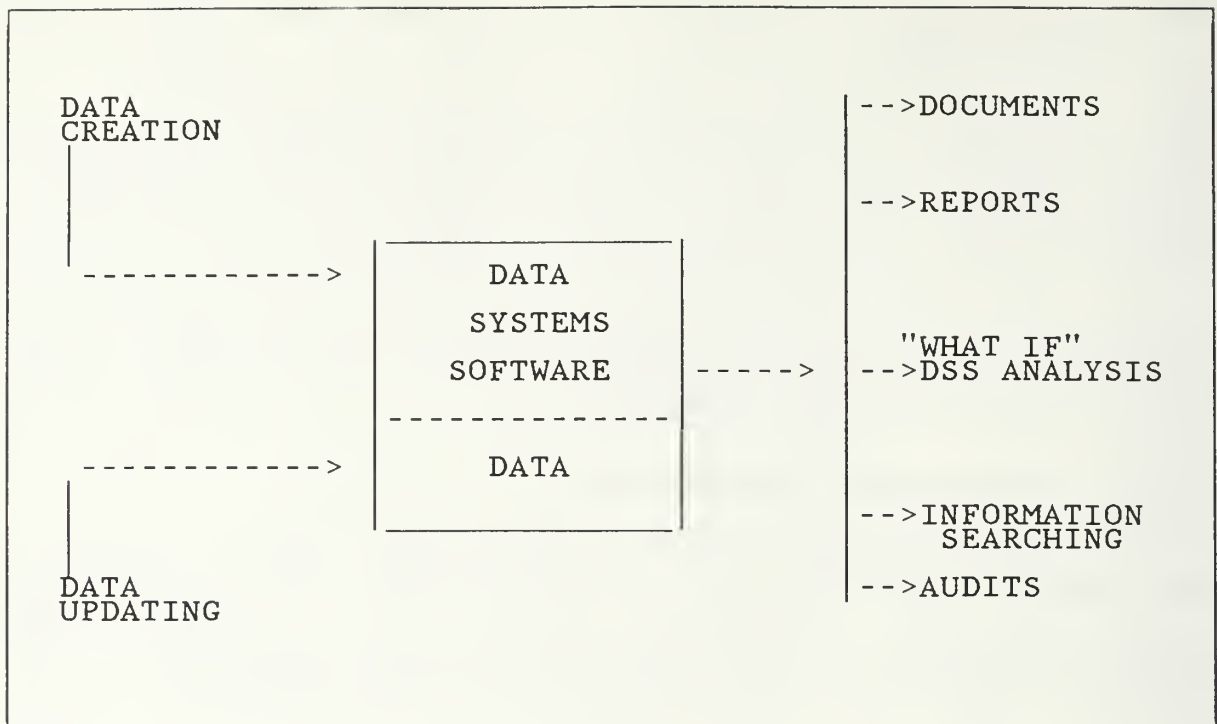 DATA
CREATION
DATA
SYSTEMS
SOFTWARE
DATA
DATA
UPDATING
-->DOCUMENTS
-->REPORTS
"WHAT IF"
-->DSS ANALYSIS
-->INFORMATION
SEARCHING
-->AUDITS